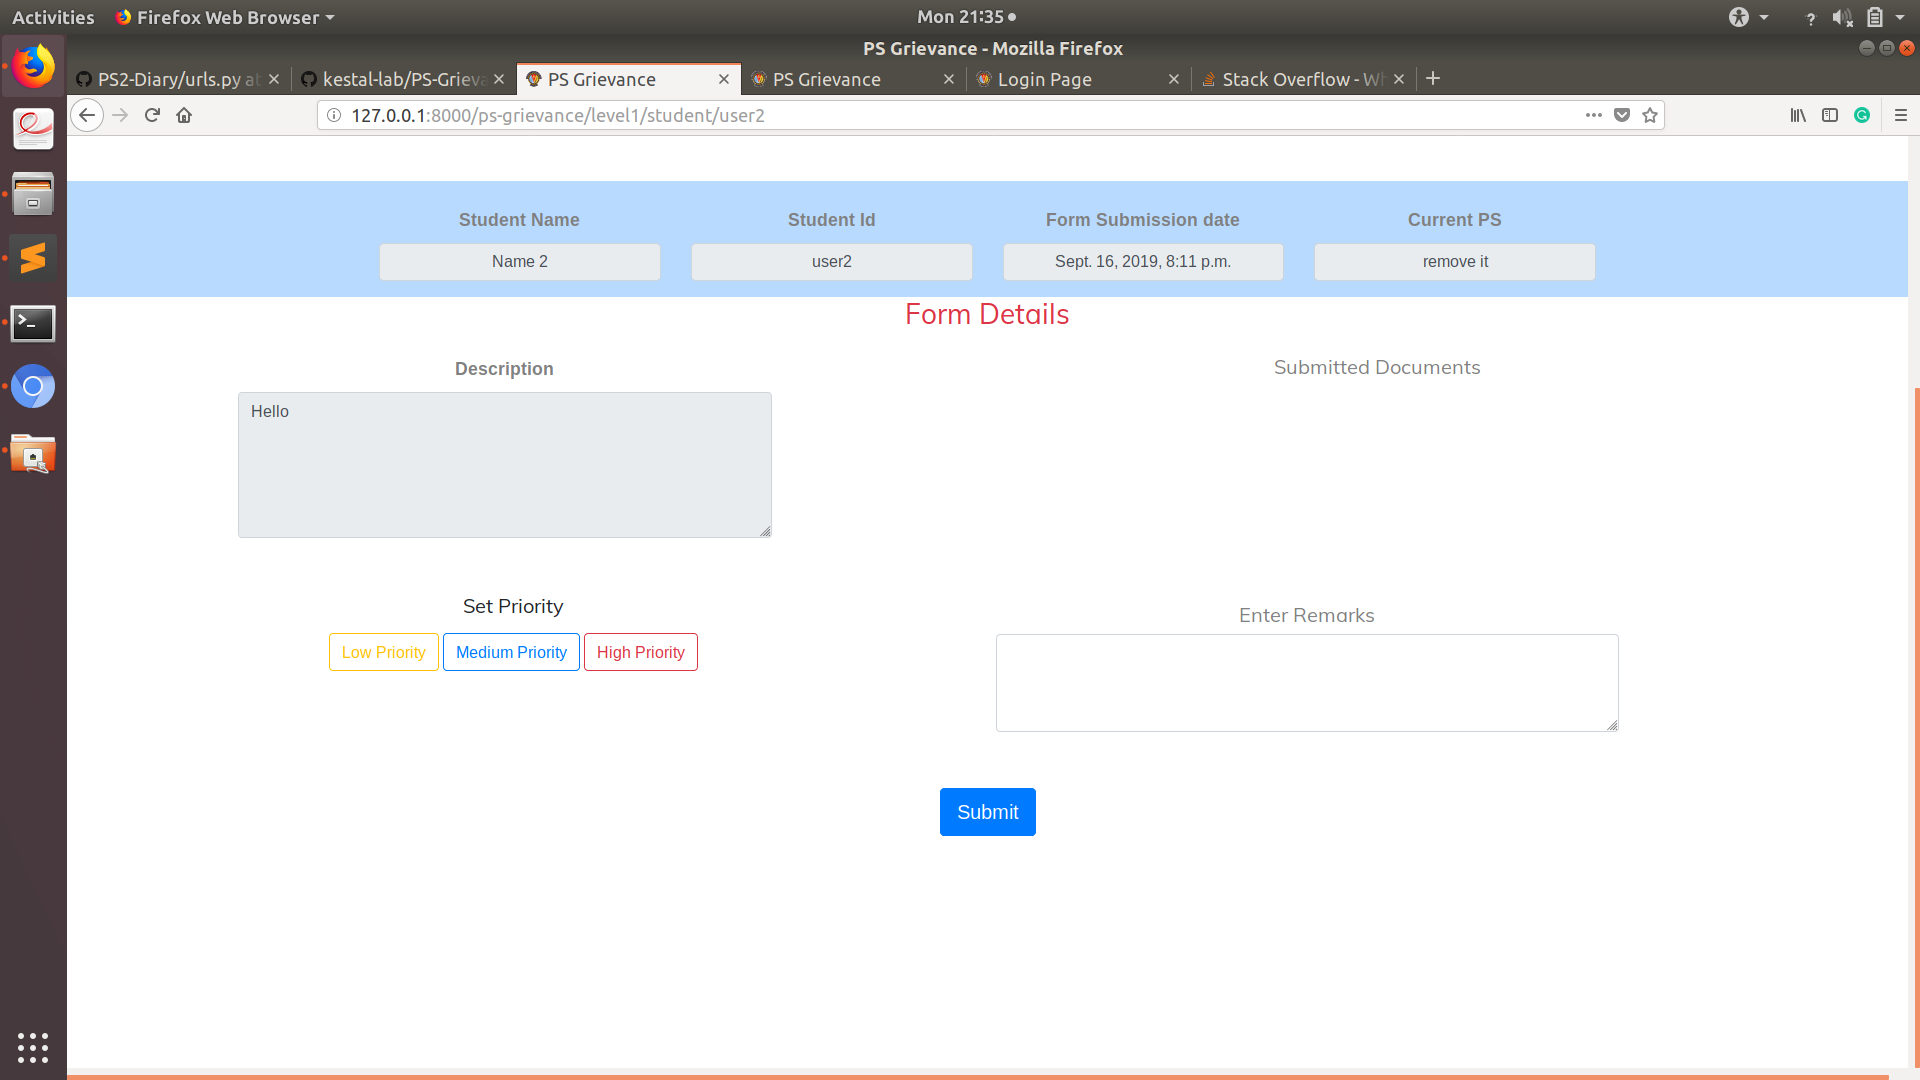 Activities Firefox Web Browser Mon 21:35
PS Grievance - Mozilla Firefox
PS2-Diary/urls.py at kestal-lab/PS-Grieva PS Grievance PS Grievance Login Page Stack Overflow - Wh
127.0.0.1:8000/ps-grievance/level1/student/user2
Student Name Student Id Form Submission date Current PS
Name 2 user2 Sept. 16, 2019, 8:11 p.m. remove it
Form Details
Description Submitted Documents
Hello
Set Priority Enter Remarks
Low Priority Medium Priority High Priority
Submit